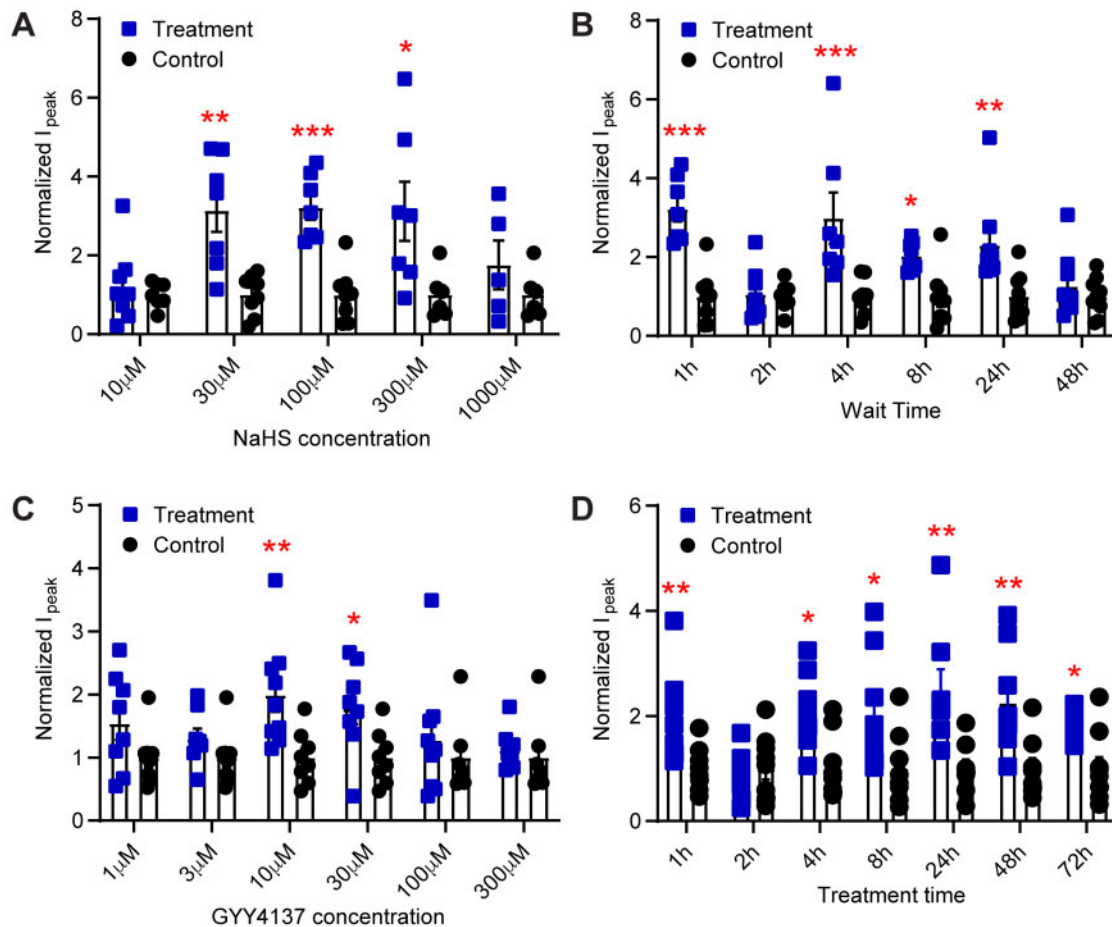 A
Treatment
Control
Normalized Ipeak
8
6
4
2
0
*
**
***
10µM
30µM
100µM
300µM
1000µM
NaHS concentration
B
Treatment
Control
Normalized Ipeak
8
6
4
2
0
***
***
*
**
1h
2h
4h
8h
24h
48h
Wait Time
C
Treatment
Control
Normalized Ipeak
5
4
3
2
1
0
**
*
1µM
3µM
10µM
30µM
100µM
300µM
GYY4137 concentration
D
Treatment
Control
Normalized Ipeak
6
4
2
0
**
*
*
**
**
*
1h
2h
4h
8h
24h
48h
72h
Treatment time